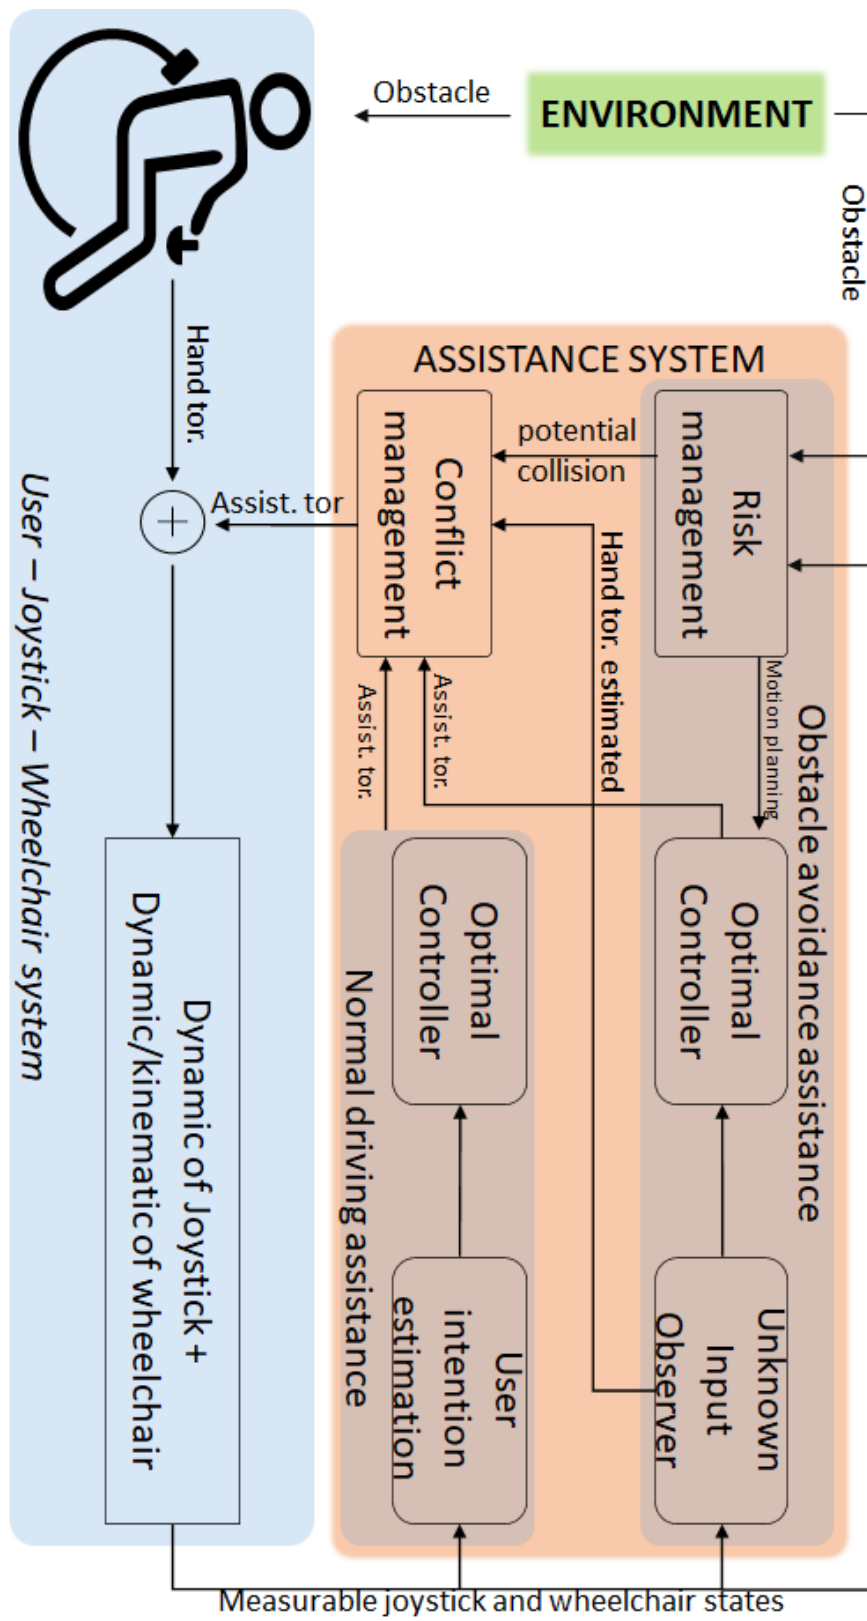 Obstacle
ENVIRONMENT
Obstacle
Hand tor.
ASSISTANCE SYSTEM
Conflict
management
potential
collision
Risk
management
Assist. tor
Hand tor. estimated
Assist. tor.
Assist. tor.
Motion planning
User – Joystick – Wheelchair system
Dynamic of Joystick +
Dynamic/kinematic of wheelchair
Normal driving assistance
Optimal
Controller
User
intention
estimation
Obstacle avoidance assistance
Optimal
Controller
Unknown
Input
Observer
Measurable joystick and wheelchair states